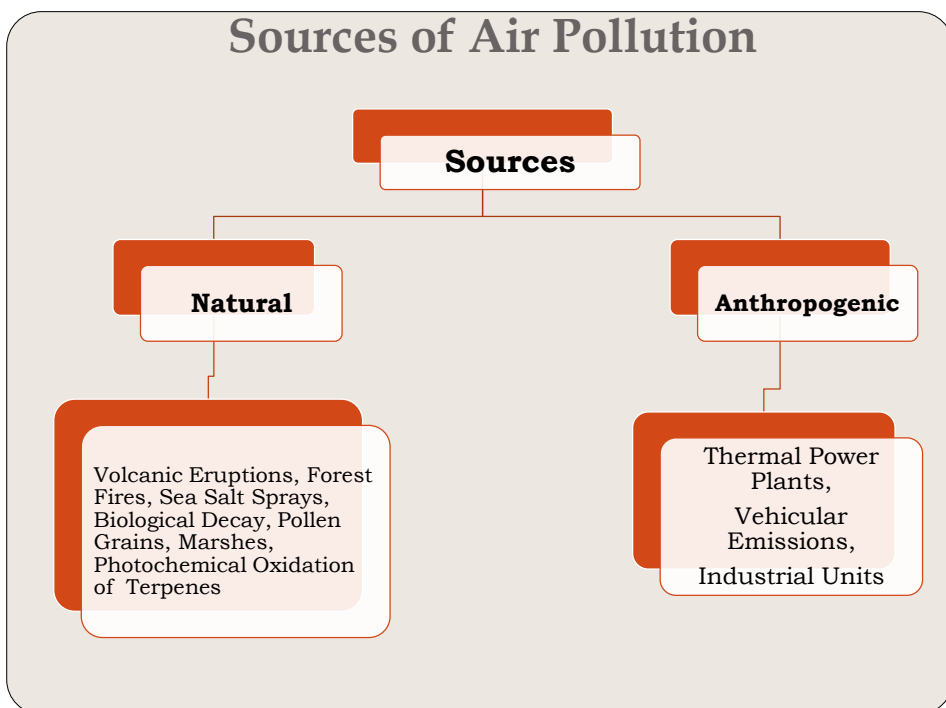 Sources of Air Pollution
Sources
Natural
Anthropogenic
Volcanic Eruptions, Forest
Fires, Sea Salt Sprays,
Biological Decay, Pollen
Grains, Marshes,
Photochemical Oxidation
of Terpenes
Thermal Power
Plants,
Vehicular
Emissions,
Industrial Units